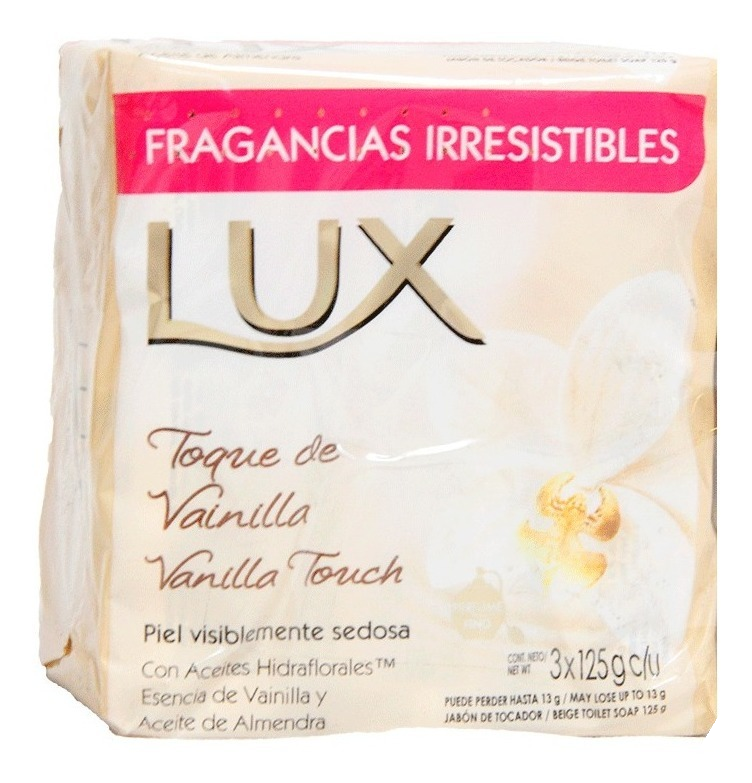 FRAGANCIAS IRRESISTIBLES
LUX
Toque de
Vainilla
Vanilla Touch
Piel visiblemente sedosa
Con Aceites Hidraflorales™
Esencia de Vainilla y
Aceite de Almendra
CONT. NETO/
NET WT 3x125g c/u
PUEDE PERDER HASTA 13 g / MAY LOSE UP TO 13 g
JABÓN DE TOCADOR / BEIGE TOILET SOAP 125 g